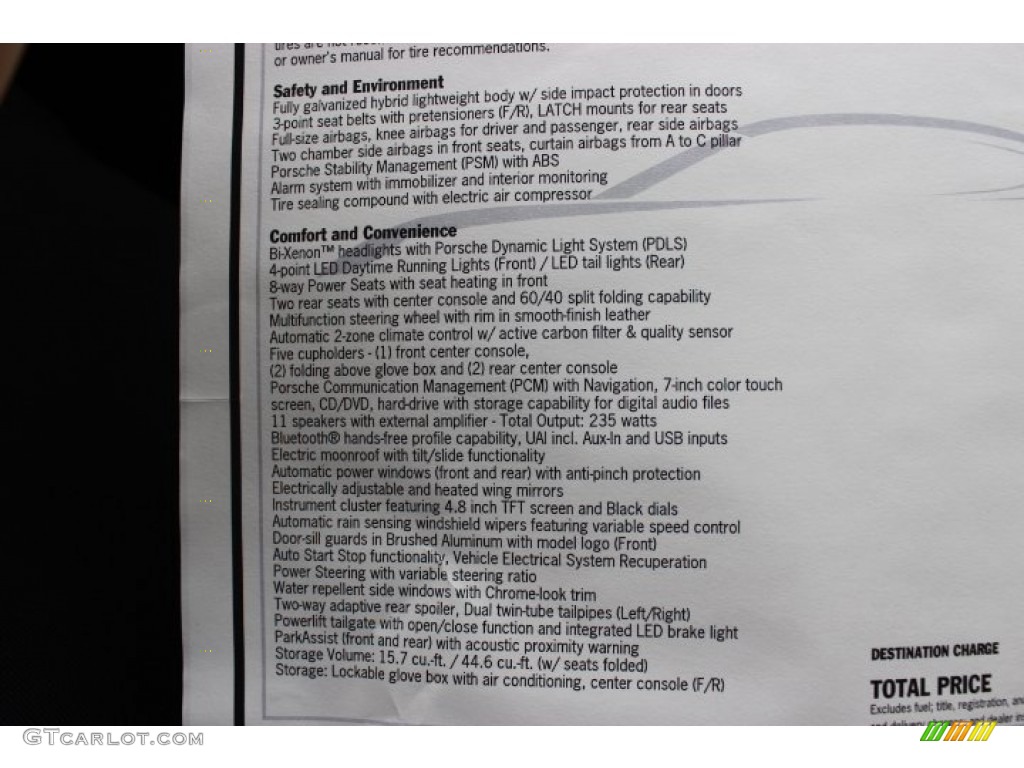 or owner's manual for tire recommendations.
Safety and Environment
Fully galvanized hybrid lightweight body w/ side impact protection in doors
3-point seat belts with pretensioners (F/R), LATCH mounts for rear seats
Full-size airbags, knee airbags for driver and passenger, rear side airbags
Two chamber side airbags in front seats, curtain airbags from A to C pillar
Porsche Stability Management (PSM) with ABS
Alarm system with immobilizer and interior monitoring
Tire sealing compound with electric air compressor
Comfort and Convenience
Bi-Xenon™ headlights with Porsche Dynamic Light System (PDLS)
4-point LED Daytime Running Lights (Front) / LED tail lights (Rear)
8-way Power Seats with seat heating in front
Two rear seats with center console and 60/40 split folding capability
Multifunction steering wheel with rim in smooth-finish leather
Automatic 2-zone climate control w/ active carbon filter & quality sensor
Five cupholders - (1) front center console,
(2) folding above glove box and (2) rear center console
Porsche Communication Management (PCM) with Navigation, 7-inch color touch
screen, CD/DVD, hard-drive with storage capability for digital audio files
11 speakers with external amplifier - Total Output: 235 watts
Bluetooth® hands-free profile capability, UAI incl. Aux-In and USB inputs
Electric moonroof with tilt/slide functionality
Automatic power windows (front and rear) with anti-pinch protection
Electrically adjustable and heated wing mirrors
Instrument cluster featuring 4.8 inch TFT screen and Black dials
Automatic rain sensing windshield wipers featuring variable speed control
Door-sill guards in Brushed Aluminum with model logo (Front)
Auto Start Stop functionality, Vehicle Electrical System Recuperation
Power Steering with variable steering ratio
Water repellent side windows with Chrome-look trim
Two-way adaptive rear spoiler, Dual twin-tube tailpipes (Left/Right)
Powerlift tailgate with open/close function and integrated LED brake light
ParkAssist (front and rear) with acoustic proximity warning
Storage Volume: 15.7 cu.-ft. / 44.6 cu.-ft. (w/ seats folded)
Storage: Lockable glove box with air conditioning, center console (F/R)
DESTINATION CHARGE
TOTAL PRICE
Excludes fuel, title, registration,
GTcarlot.com